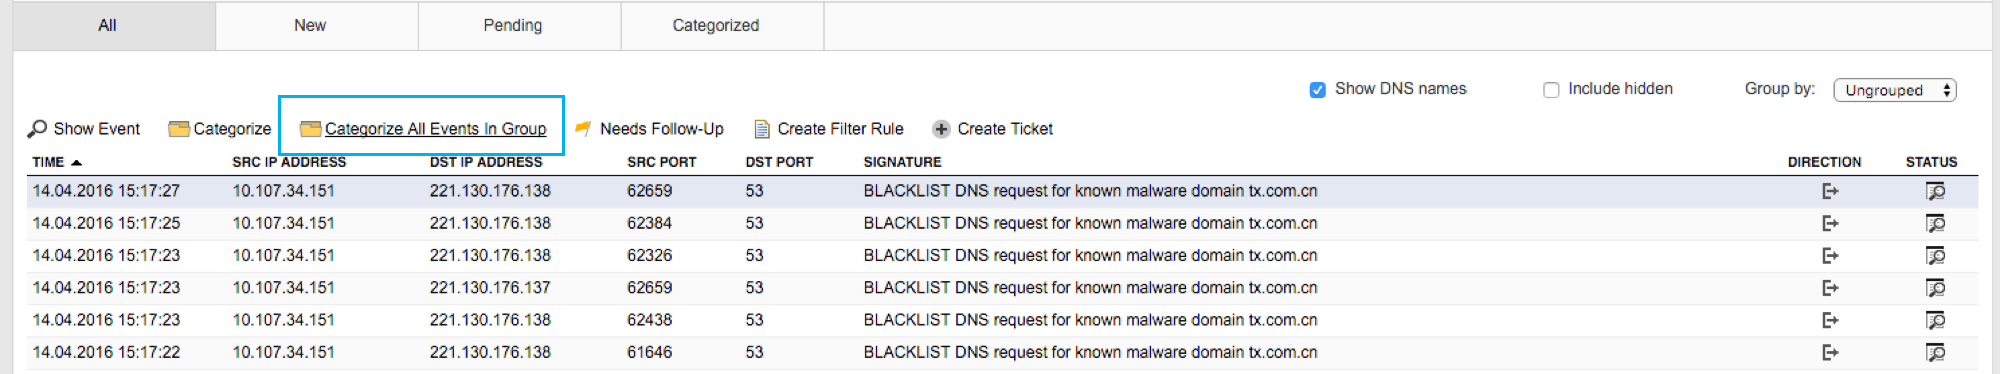 All New Pending Categorized
Show DNS names Include hidden Group by: Ungrouped
Show Event Categorize Categorize All Events In Group Needs Follow-Up Create Filter Rule Create Ticket
TIME SRC IP ADDRESS DST IP ADDRESS SRC PORT DST PORT SIGNATURE DIRECTION STATUS
14.04.2016 15:17:27 10.107.34.151 221.130.176.138 62659 53 BLACKLIST DNS request for known malware domain tx.com.cn
14.04.2016 15:17:25 10.107.34.151 221.130.176.138 62384 53 BLACKLIST DNS request for known malware domain tx.com.cn
14.04.2016 15:17:23 10.107.34.151 221.130.176.138 62326 53 BLACKLIST DNS request for known malware domain tx.com.cn
14.04.2016 15:17:23 10.107.34.151 221.130.176.137 62659 53 BLACKLIST DNS request for known malware domain tx.com.cn
14.04.2016 15:17:23 10.107.34.151 221.130.176.138 62438 53 BLACKLIST DNS request for known malware domain tx.com.cn
14.04.2016 15:17:22 10.107.34.151 221.130.176.138 61646 53 BLACKLIST DNS request for known malware domain tx.com.cn